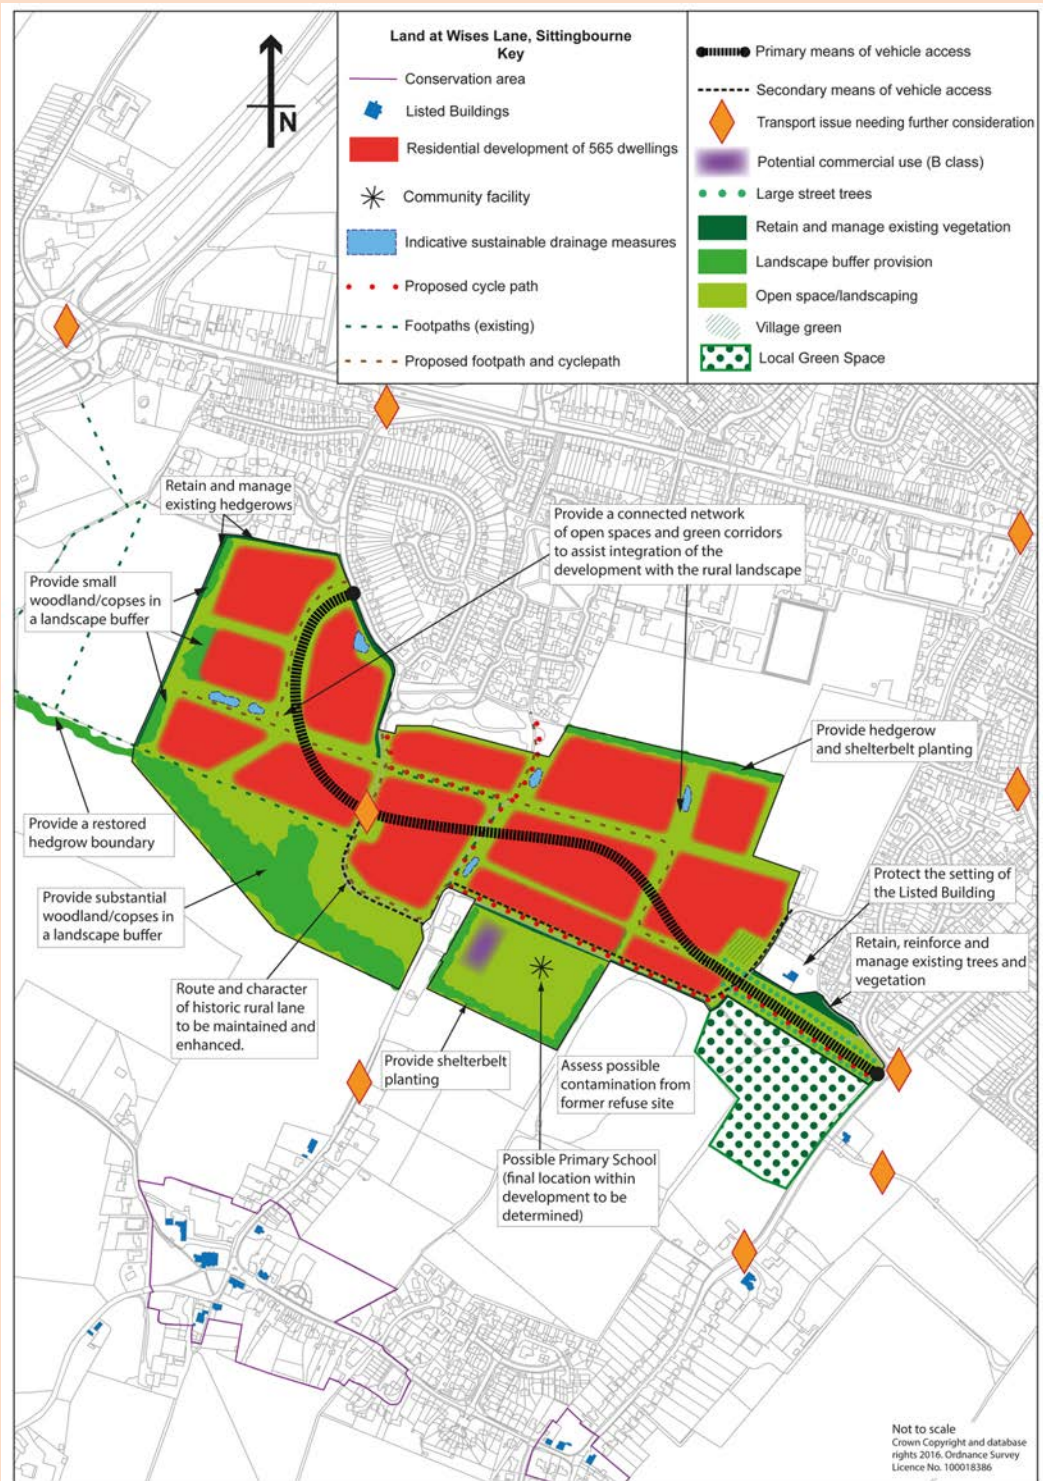 Land at Wises Lane, Sittingbourne
Key
Conservation area
Listed Buildings
Residential development of 565 dwellings
Community facility
Indicative sustainable drainage measures
Proposed cycle path
Footpaths (existing)
Proposed footpath and cyclepath
Primary means of vehicle access
Secondary means of vehicle access
Transport issue needing further consideration
Potential commercial use (B class)
Large street trees
Retain and manage existing vegetation
Landscape buffer provision
Open space/landscaping
Village green
Local Green Space
N
Retain and manage
existing hedgerows
Provide a connected network
of open spaces and green corridors
to assist integration of the
development with the rural landscape
Provide small
woodland/copses in
a landscape buffer
Provide hedgerow
and shelterbelt planting
Provide a restored
hedgrow boundary
Protect the setting of
the Listed Building
Provide substantial
woodland/copses in
a landscape buffer
Retain, reinforce and
manage existing trees and
vegetation
Route and character
of historic rural lane
to be maintained and
enhanced.
Provide shelterbelt
planting
Assess possible
contamination from
former refuse site
Possible Primary School
(final location within
development to be
determined)
Not to scale
Crown Copyright and database
rights 2016. Ordnance Survey
Licence No. 100018386